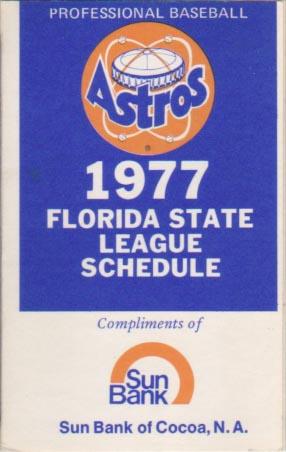 PROFESSIONAL BASEBALL
Astros
®
1977
FLORIDA STATE
LEAGUE
SCHEDULE
Compliments of
Sun
Bank
Sun Bank of Cocoa, N.A.